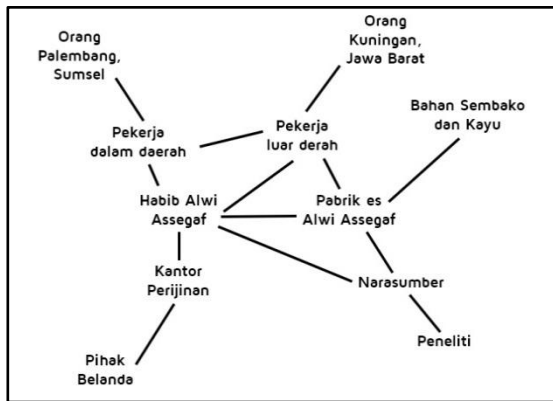 Orang
Palembang,
Sumsel
Orang
Kuningan,
Jawa Barat
Bahan Sembako
dan Kayu
Pekerja
dalam daerah
Pekerja
luar derah
Habib Alwi
Assegaf
Pabrik es
Alwi Assegaf
Kantor
Perijinan
Narasumber
Pihak
Belanda
Peneliti